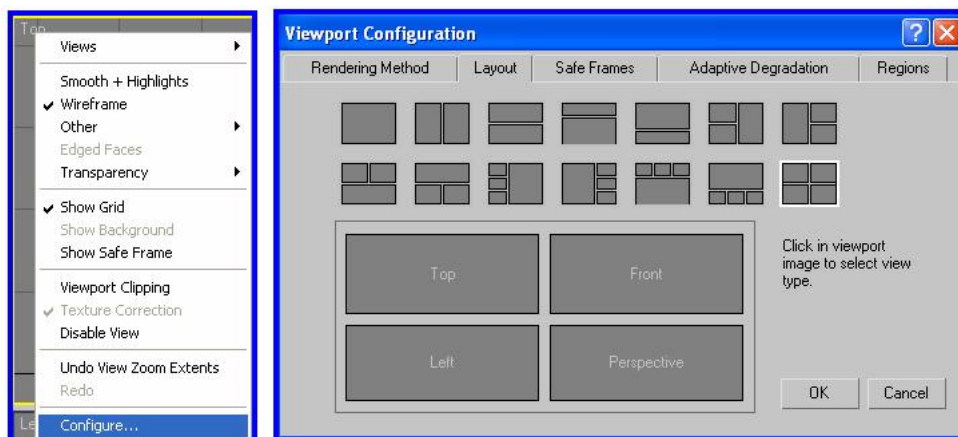 Top
Views
Smooth + Highlights
Wireframe
Other
Edged Faces
Transparency
Show Grid
Show Background
Show Safe Frame
Viewport Clipping
Texture Correction
Disable View
Undo View Zoom Extents
Redo
Le
Configure...
Viewport Configuration
Rendering Method
Layout
Safe Frames
Adaptive Degradation
Regions
Top
Front
Left
Perspective
Click in viewport
image to select view
type.
OK
Cancel